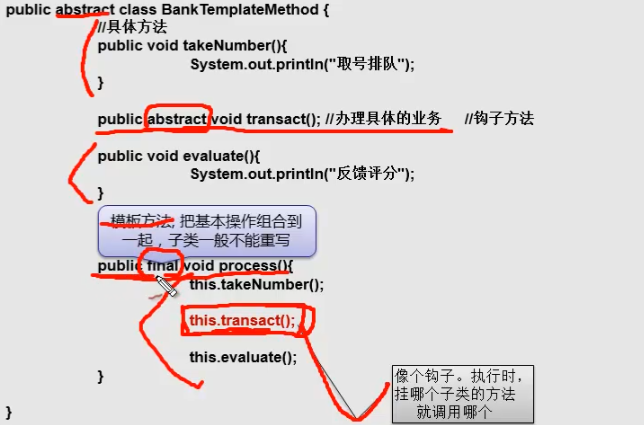 public abstract class BankTemplateMethod {
//具体方法
public void takeNumber(){
System.out.println("取号排队");
}
public abstract void transact(); //办理具体的业务 //钩子方法
public void evaluate(){
System.out.println("反馈评分");
}
模板方法, 把基本操作组合到
一起，子类一般不能重写
public final void process(){
this.takeNumber();
this.transact();
this.evaluate();
}
像个钩子。执行时，
挂哪个子类的方法
就调用哪个
}